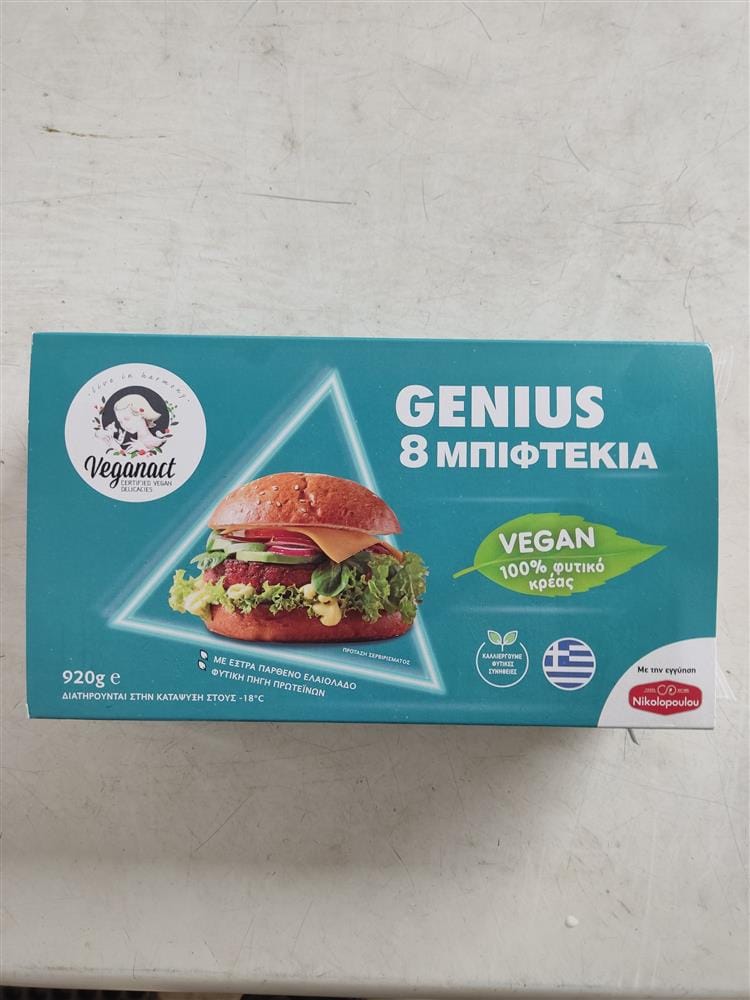 ·live in harmony·
Veganact
CERTIFIED VEGAN
DELICACIES
GENIUS
8 ΜΠΙΦΤΕΚΙΑ
VEGAN
100% φυτικό
κρέας
ΠΡΟΤΑΣΗ ΣΕΡΒΙΡΙΣΜΑΤΟΣ
ΜΕ ΕΞΤΡΑ ΠΑΡΘΕΝΟ ΕΛΑΙΟΛΑΔΟ
ΦΥΤΙΚΗ ΠΗΓΗ ΠΡΩΤΕΪΝΩΝ
920g e
ΔΙΑΤΗΡΟΥΝΤΑΙ ΣΤΗΝ ΚΑΤΑΨΥΞΗ ΣΤΟΥΣ -18°C
ΚΑΛΛΙΕΡΓΟΥΜΕ
ΦΥΤΙΚΕΣ
ΣΥΝΗΘΕΙΕΣ
Με την εγγύηση
Nikolopoulou